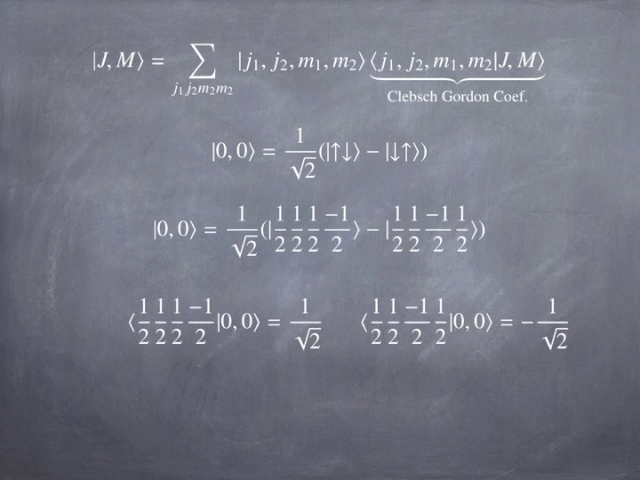 |J, M⟩ = ∑_{j₁ j₂ m₂ m₂} |j₁, j₂, m₁, m₂⟩ ⟨j₁, j₂, m₁, m₂|J, M⟩
Clebsch Gordon Coef.
|0, 0⟩ = 1/√2 (|↑↓⟩ − |↓↑⟩)
|0, 0⟩ = 1/√2 (|1/2 1/2 1/2 −1/2⟩ − |1/2 1/2 −1/2 1/2⟩)
⟨1/2 1/2 1/2 −1/2|0, 0⟩ = 1/√2 ⟨1/2 1/2 −1/2 1/2|0, 0⟩ = −1/√2